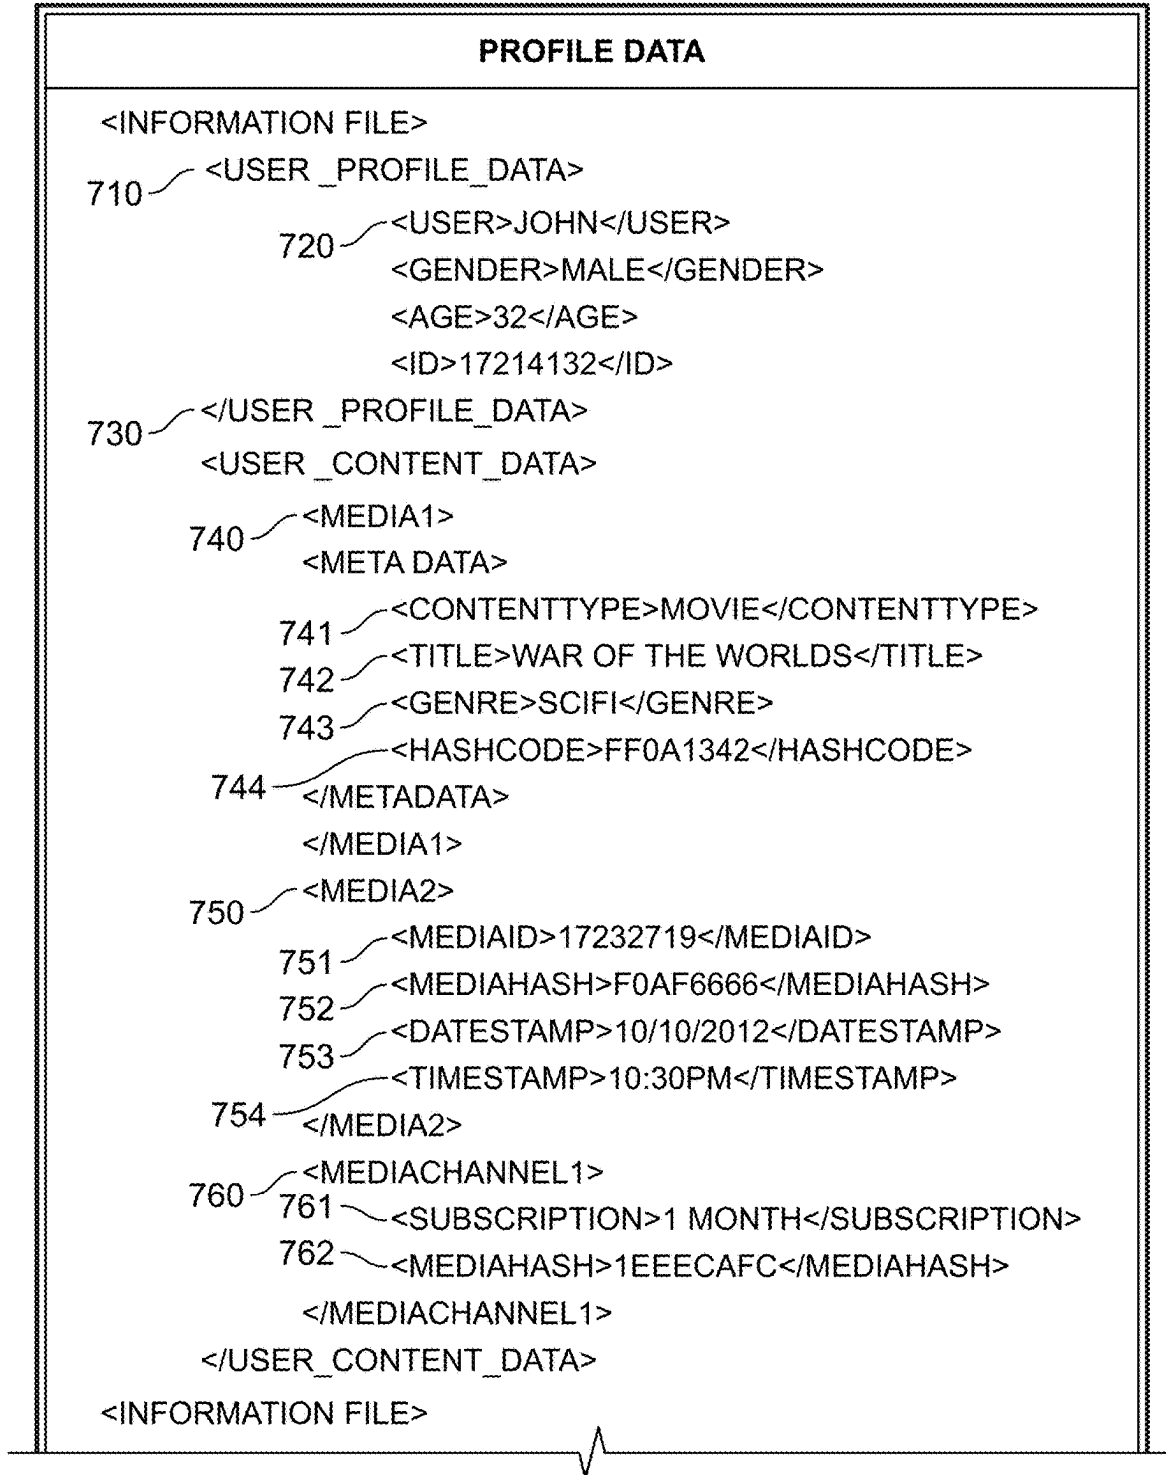 PROFILE DATA
<INFORMATION FILE>
710 <USER _PROFILE_DATA>
720 <USER>JOHN</USER>
<GENDER>MALE</GENDER>
<AGE>32</AGE>
<ID>17214132</ID>
730 </USER _PROFILE_DATA>
<USER _CONTENT_DATA>
740 <MEDIA1>
<META DATA>
741 <CONTENTTYPE>MOVIE</CONTENTTYPE>
742 <TITLE>WAR OF THE WORLDS</TITLE>
743 <GENRE>SCIFI</GENRE>
744 <HASHCODE>FF0A1342</HASHCODE>
</METADATA>
</MEDIA1>
750 <MEDIA2>
751 <MEDIAID>17232719</MEDIAID>
752 <MEDIAHASH>F0AF6666</MEDIAHASH>
753 <DATESTAMP>10/10/2012</DATESTAMP>
754 <TIMESTAMP>10:30PM</TIMESTAMP>
</MEDIA2>
760 <MEDIACHANNEL1>
761 <SUBSCRIPTION>1 MONTH</SUBSCRIPTION>
762 <MEDIAHASH>1EEECAFC</MEDIAHASH>
</MEDIACHANNEL1>
</USER_CONTENT_DATA>
<INFORMATION FILE>